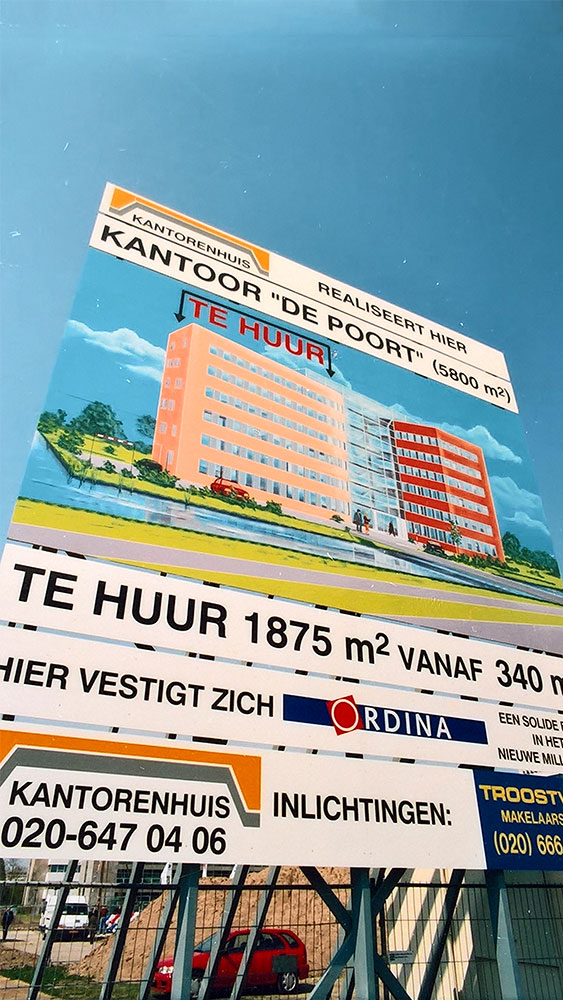 KANTORENHUIS
REALISEERT HIER
KANTOOR "DE POORT" (5800 m²)
TE HUUR
TE HUUR 1875 m² VANAF 340 m
HIER VESTIGT ZICH ORDINA
EEN SOLIDE
IN HET
NIEUWE MILL
KANTORENHUIS
020-647 04 06
INLICHTINGEN:
TROOSTW
MAKELAARS
(020) 666